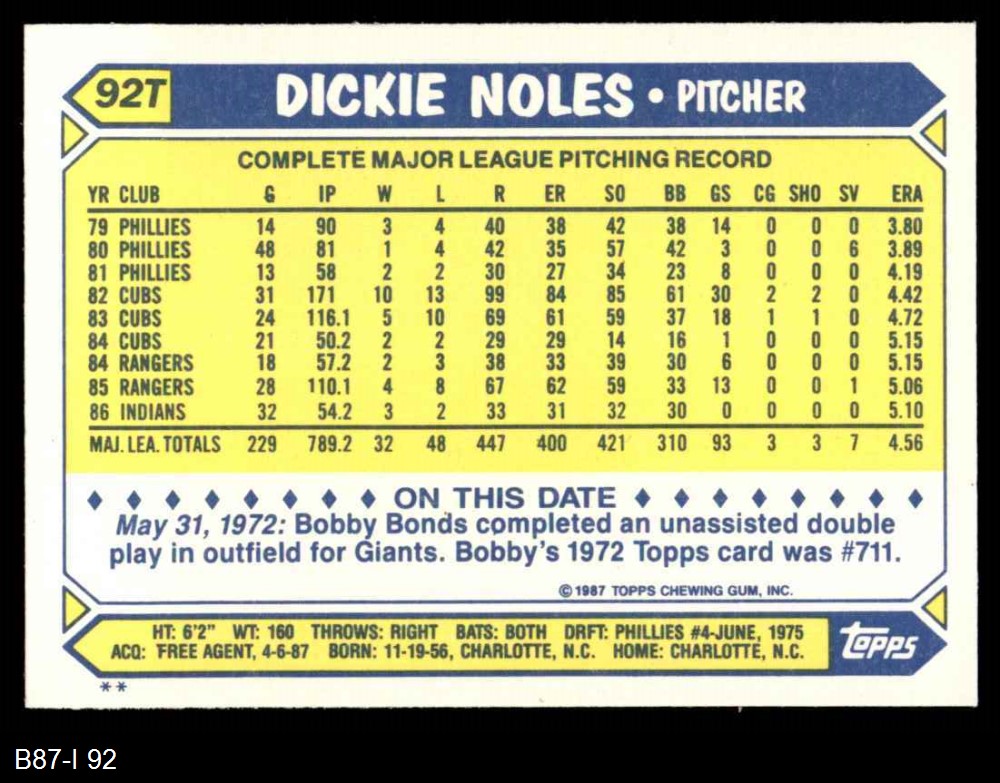 92T DICKIE NOLES • PITCHER
COMPLETE MAJOR LEAGUE PITCHING RECORD
YR CLUB G IP W L R ER SO BB GS CG SHO SV ERA
79 PHILLIES 14 90 3 4 40 38 42 38 14 0 0 0 3.80
80 PHILLIES 48 81 1 4 42 35 57 42 3 0 0 6 3.89
81 PHILLIES 13 58 2 2 30 27 34 23 8 0 0 0 4.19
82 CUBS 31 171 10 13 99 84 85 61 30 2 2 0 4.42
83 CUBS 24 116.1 5 10 69 61 59 37 18 1 1 0 4.72
84 CUBS 21 50.2 2 2 29 29 14 16 1 0 0 0 5.15
84 RANGERS 18 57.2 2 3 38 33 39 30 6 0 0 0 5.15
85 RANGERS 28 110.1 4 8 67 62 59 33 13 0 0 1 5.06
86 INDIANS 32 54.2 3 2 33 31 32 30 0 0 0 0 5.10
MAJ. LEA. TOTALS 229 789.2 32 48 447 400 421 310 93 3 3 7 4.56
ON THIS DATE
May 31, 1972: Bobby Bonds completed an unassisted double
play in outfield for Giants. Bobby's 1972 Topps card was #711.
© 1987 TOPPS CHEWING GUM, INC.
HT: 6'2" WT: 160 THROWS: RIGHT BATS: BOTH DRFT: PHILLIES #4-JUNE, 1975
ACQ: FREE AGENT, 4-6-87 BORN: 11-19-56, CHARLOTTE, N.C. HOME: CHARLOTTE, N.C.
topps
**
B87-I 92